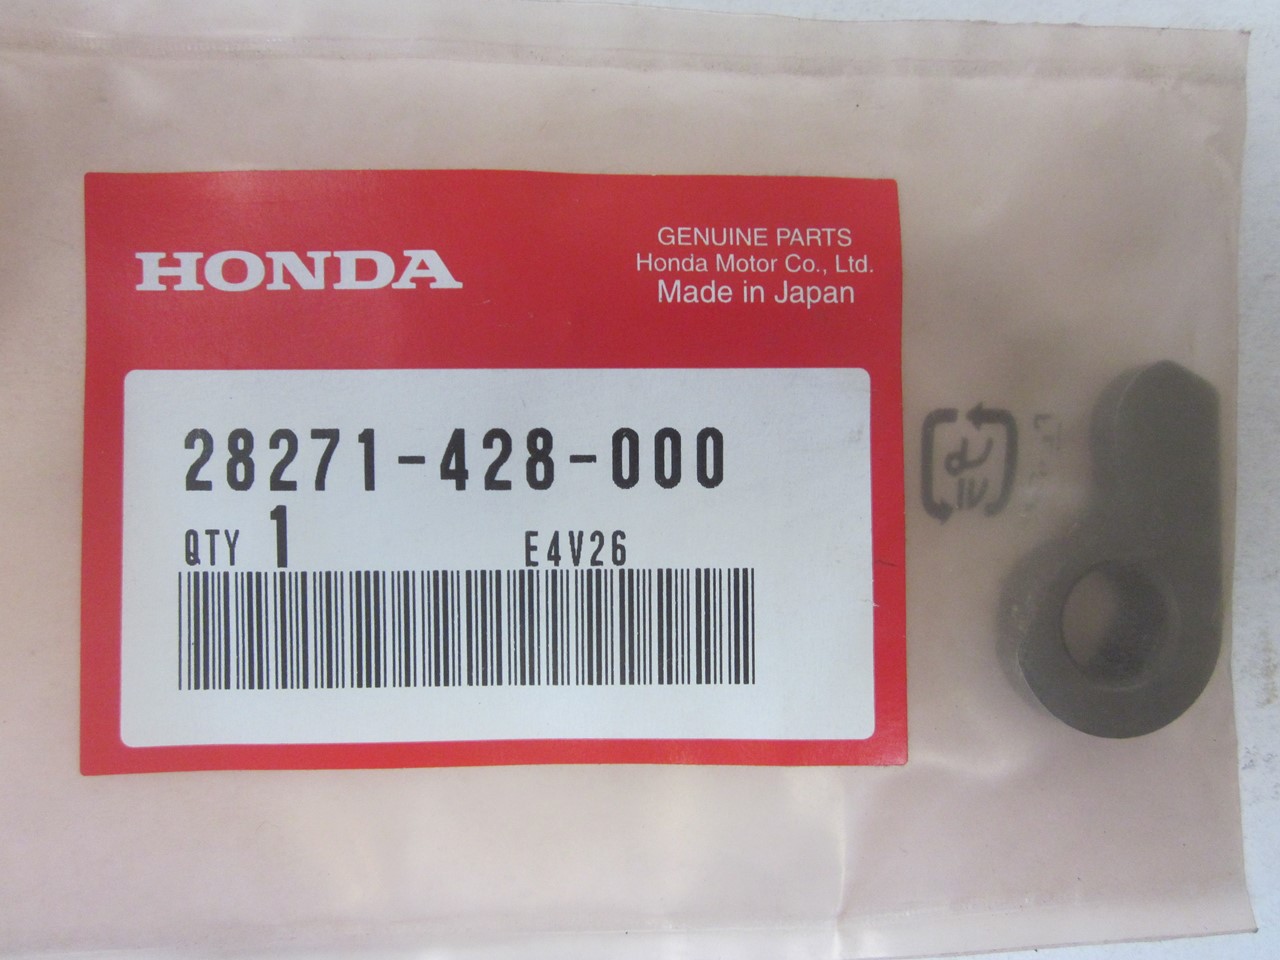 HONDA
GENUINE PARTS
Honda Motor Co., Ltd.
Made in Japan
28271-428-000
QTY 1 E4V26